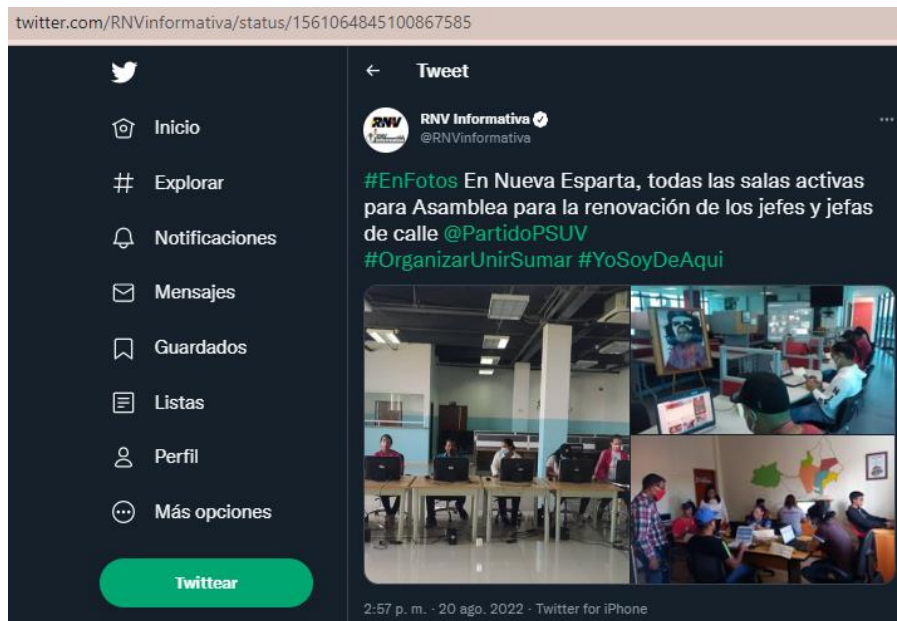 twitter.com/RNVinformativa/status/1561064845100867585
Inicio
Explorar
Notificaciones
Mensajes
Guardados
Listas
Perfil
Más opciones
Twittear
Tweet
RNV
RNV Informativa
@RNVinformativa
#EnFotos En Nueva Esparta, todas las salas activas
para Asamblea para la renovación de los jefes y jefas
de calle @PartidoPSUV
#OrganizarUnirSumar #YoSoyDeAqui
2:57 p. m. · 20 ago. 2022 · Twitter for iPhone